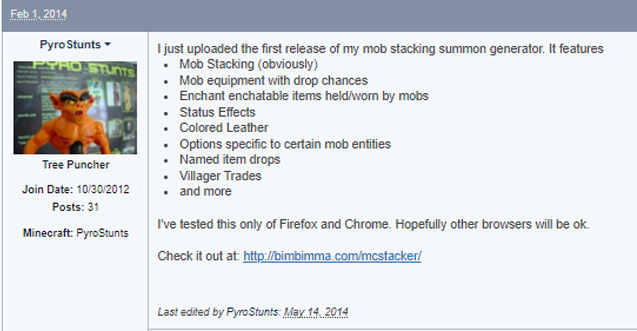 Feb 1, 2014
PyroStunts
PYRO STUNTS
Tree Puncher
Join Date: 10/30/2012
Posts: 31
Minecraft: PyroStunts
I just uploaded the first release of my mob stacking summon generator. It features
• Mob Stacking (obviously)
• Mob equipment with drop chances
• Enchant enchatable items held/worn by mobs
• Status Effects
• Colored Leather
• Options specific to certain mob entities
• Named item drops
• Villager Trades
• and more
I've tested this only of Firefox and Chrome. Hopefully other browsers will be ok.
Check it out at: http://bimbimma.com/mcstacker/
Last edited by PyroStunts: May 14, 2014